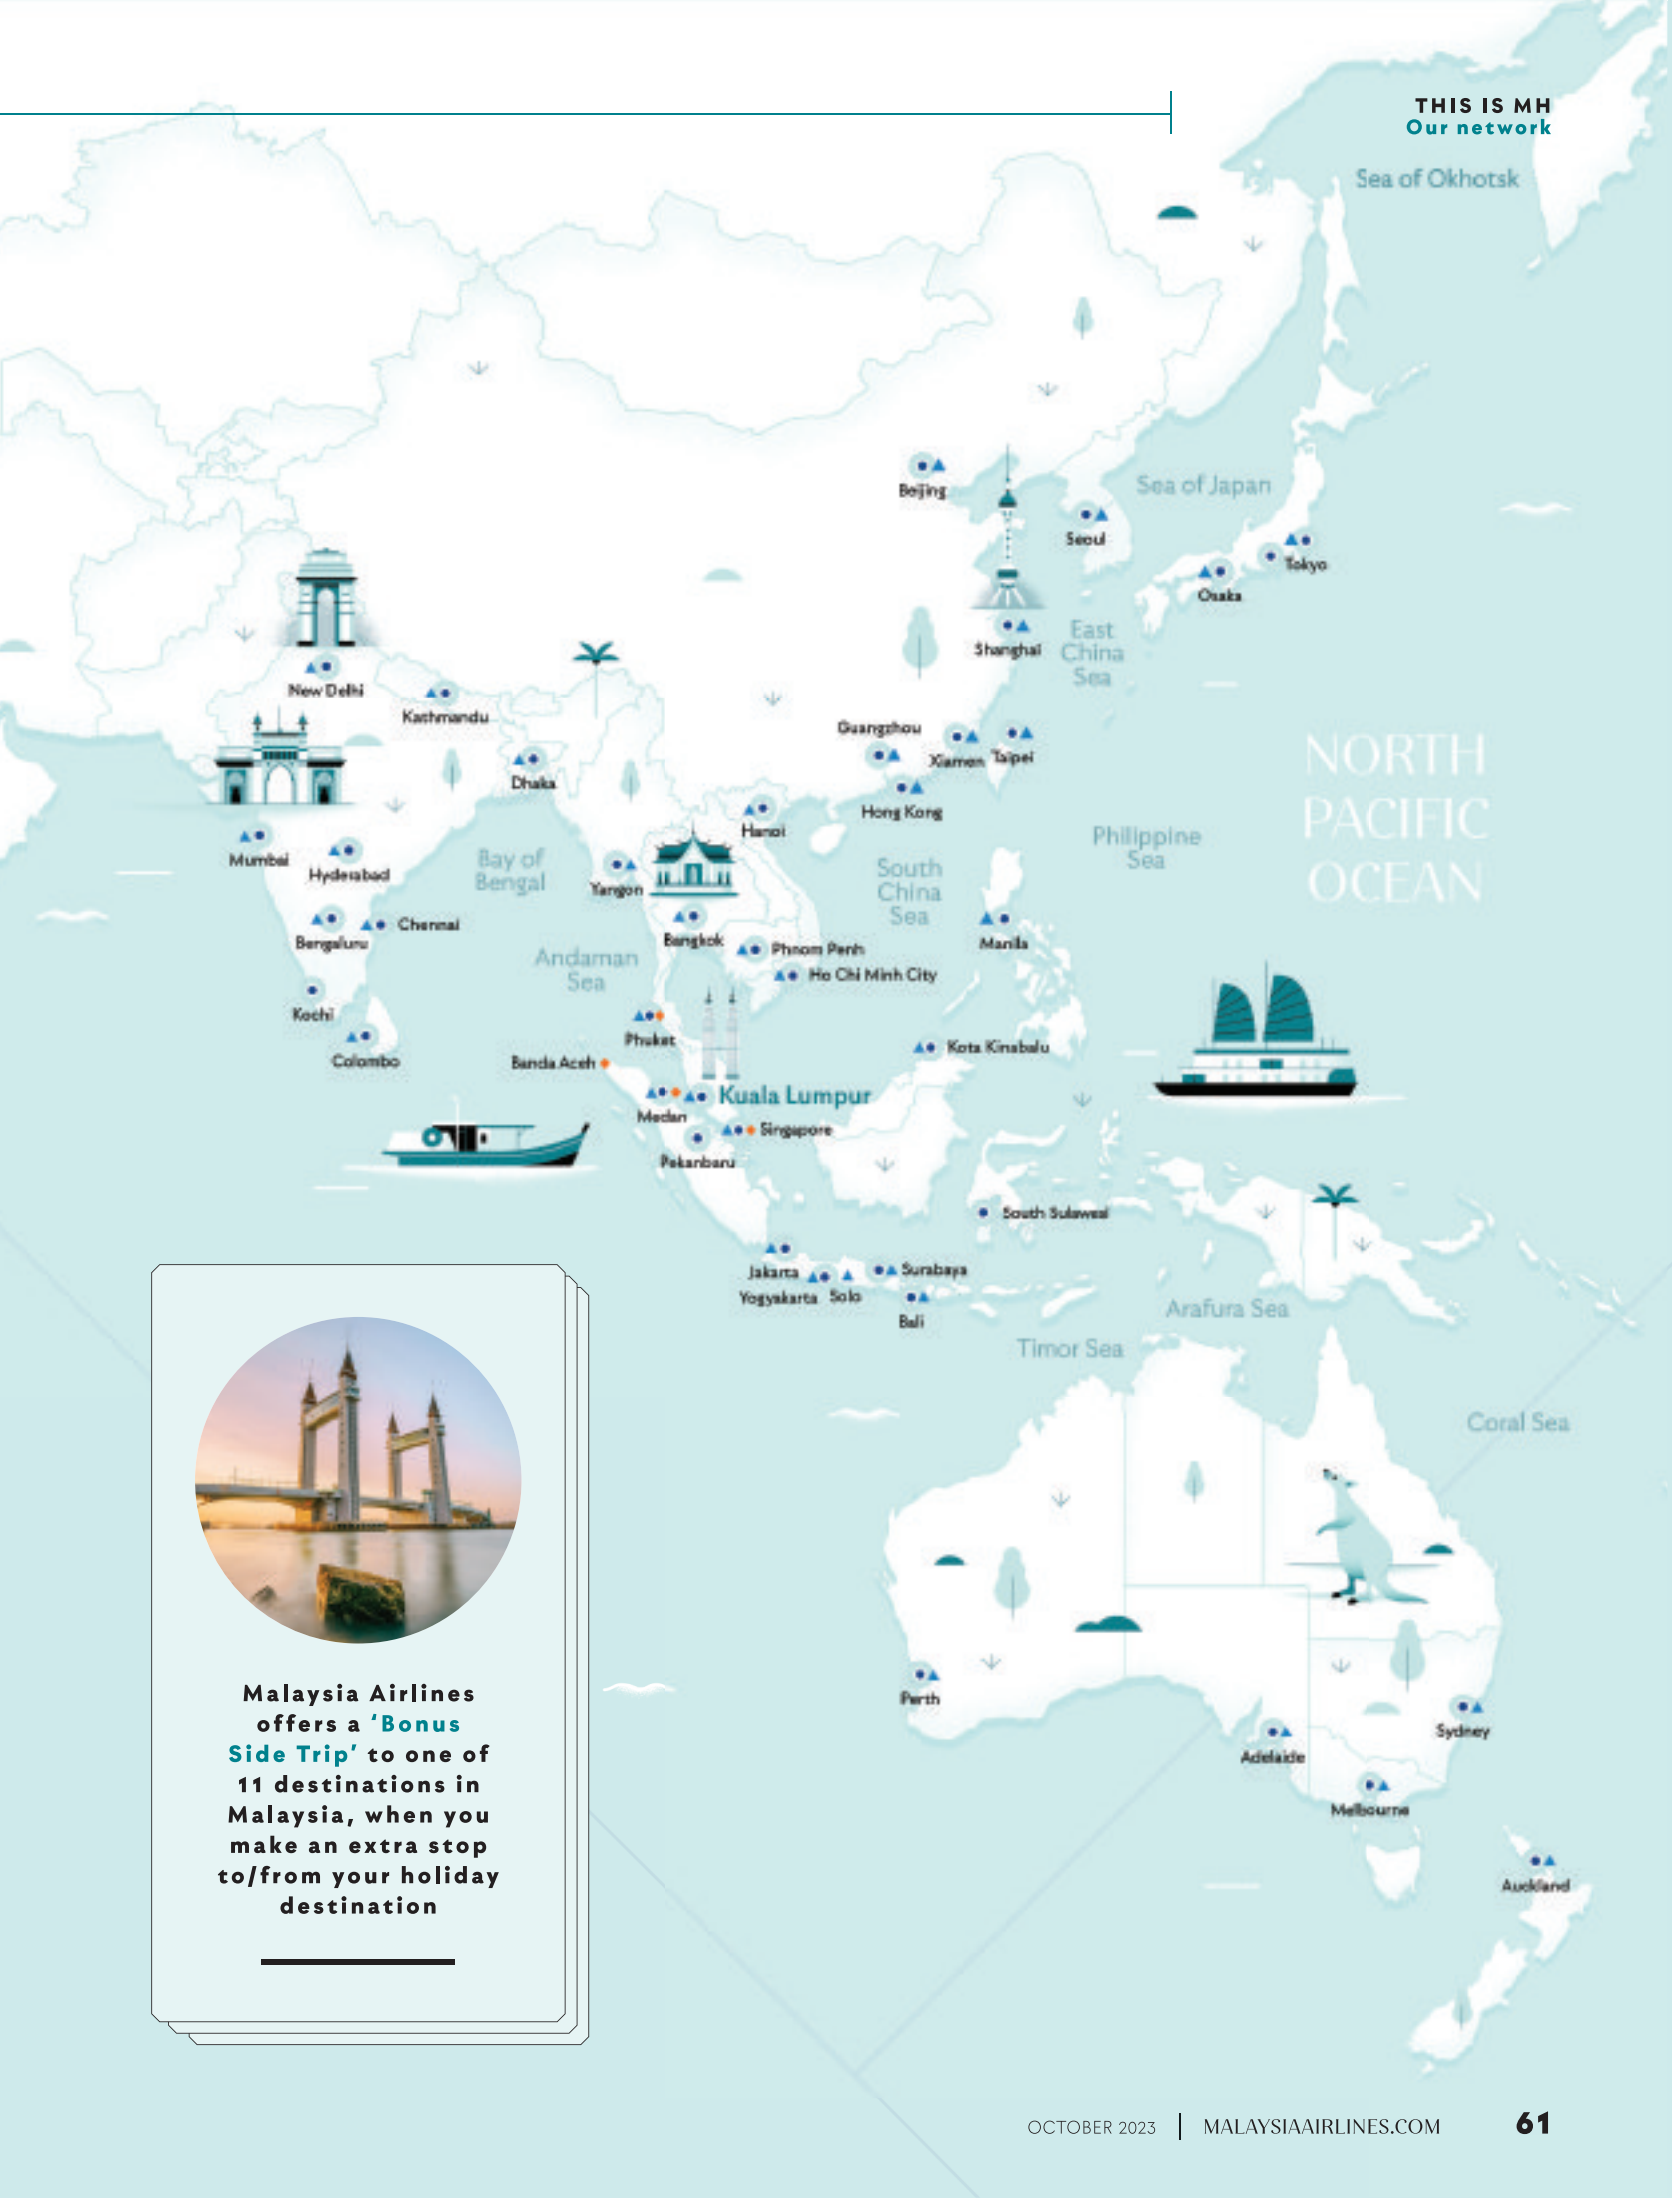 THIS IS MH
Our network
Sea of Okhotsk
Beijing
Sea of Japan
Seoul
Tokyo
Osaka
Shanghai
East
China
Sea
New Delhi
Kathmandu
Guangzhou
Xiamen
Taipei
Dhaka
Hong Kong
Hanoi
NORTH
PACIFIC
OCEAN
Philippine
Sea
Mumbai
Hyderabad
Bay of
Bengal
Yangon
South
China
Sea
Bengaluru
Chennai
Bangkok
Manila
Phnom Penh
Ho Chi Minh City
Andaman
Sea
Kochi
Colombo
Phuket
Banda Aceh
Kota Kinabalu
Kuala Lumpur
Medan
Singapore
Pekanbaru
South Sulawesi
Jakarta
Surabaya
Yogyakarta
Solo
Bali
Arafura Sea
Timor Sea
Coral Sea
Perth
Adelaide
Sydney
Melbourne
Auckland
Malaysia Airlines
offers a ‘Bonus
Side Trip’ to one of
11 destinations in
Malaysia, when you
make an extra stop
to/from your holiday
destination
OCTOBER 2023 | MALAYSIAAIRLINES.COM 61